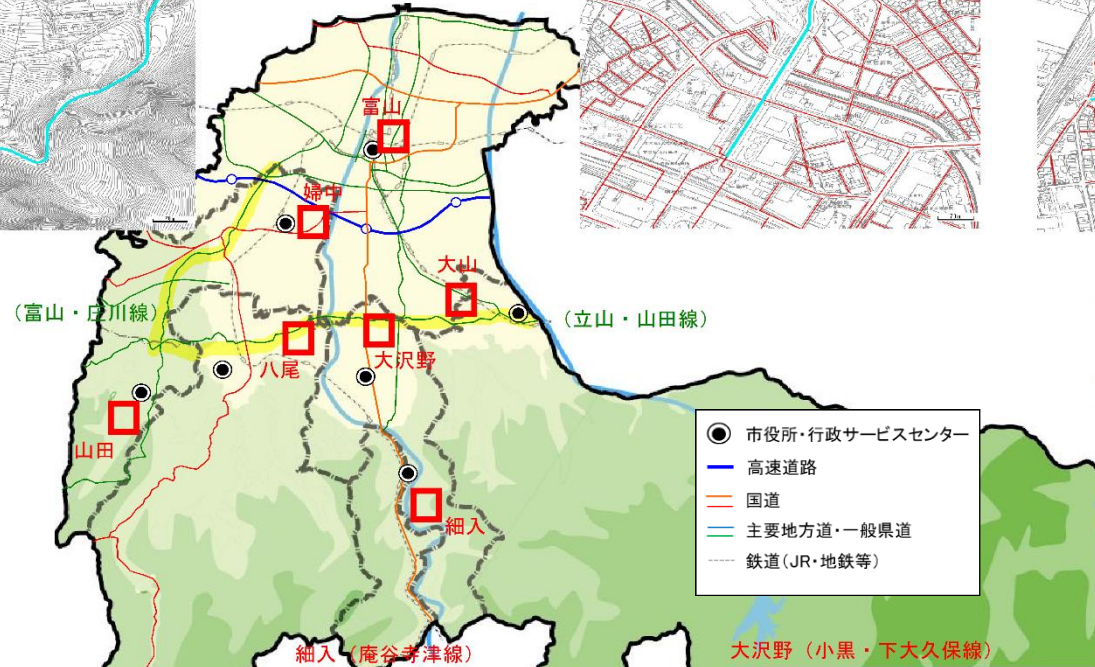 富山
婦中
大山
(富山・庄川線)
(立山・山田線)
八尾
大沢野
山田
細入
市役所・行政サービスセンター
高速道路
国道
主要地方道・一般県道
鉄道(JR・地鉄等)
細入(庵谷寺津線)
大沢野(小黒・下大久保線)